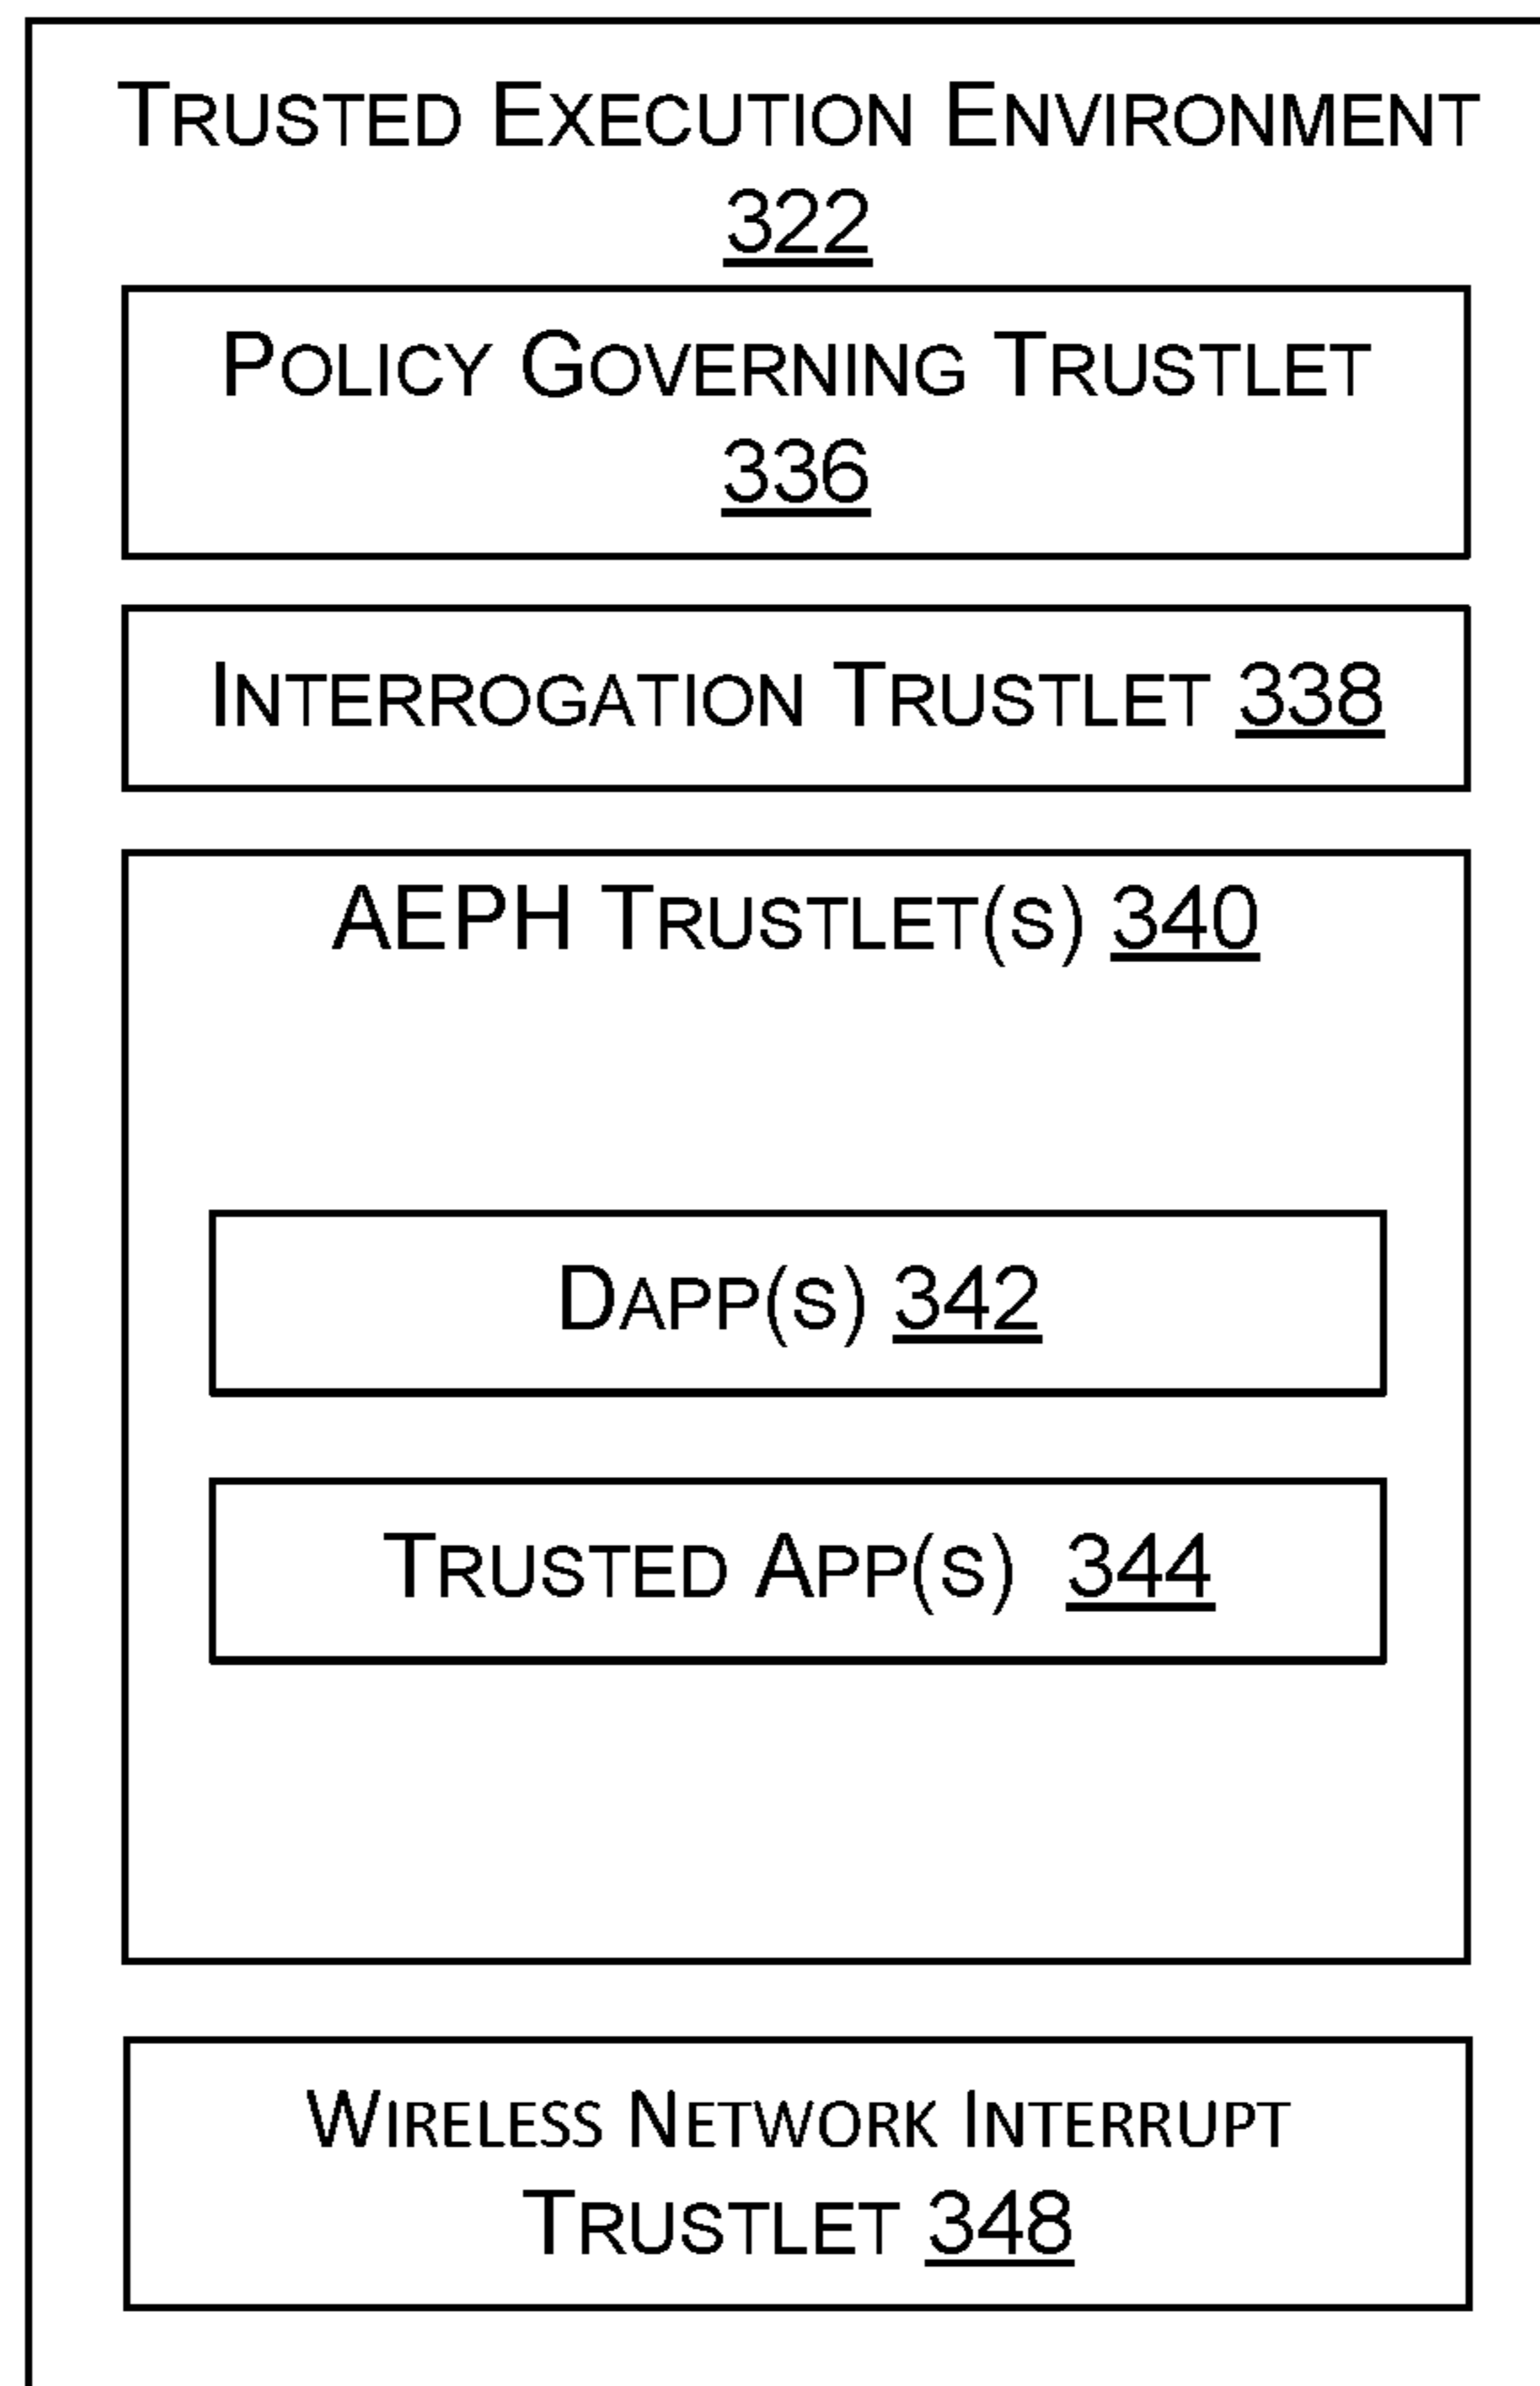 TRUSTED EXECUTION ENVIRONMENT
322
POLICY GOVERNING TRUSTLET
336
INTERROGATION TRUSTLET 338
AEPH TRUSTLET(S) 340
DAPP(S) 342
TRUSTED APP(S) 344
WIRELESS NETWORK INTERRUPT
TRUSTLET 348